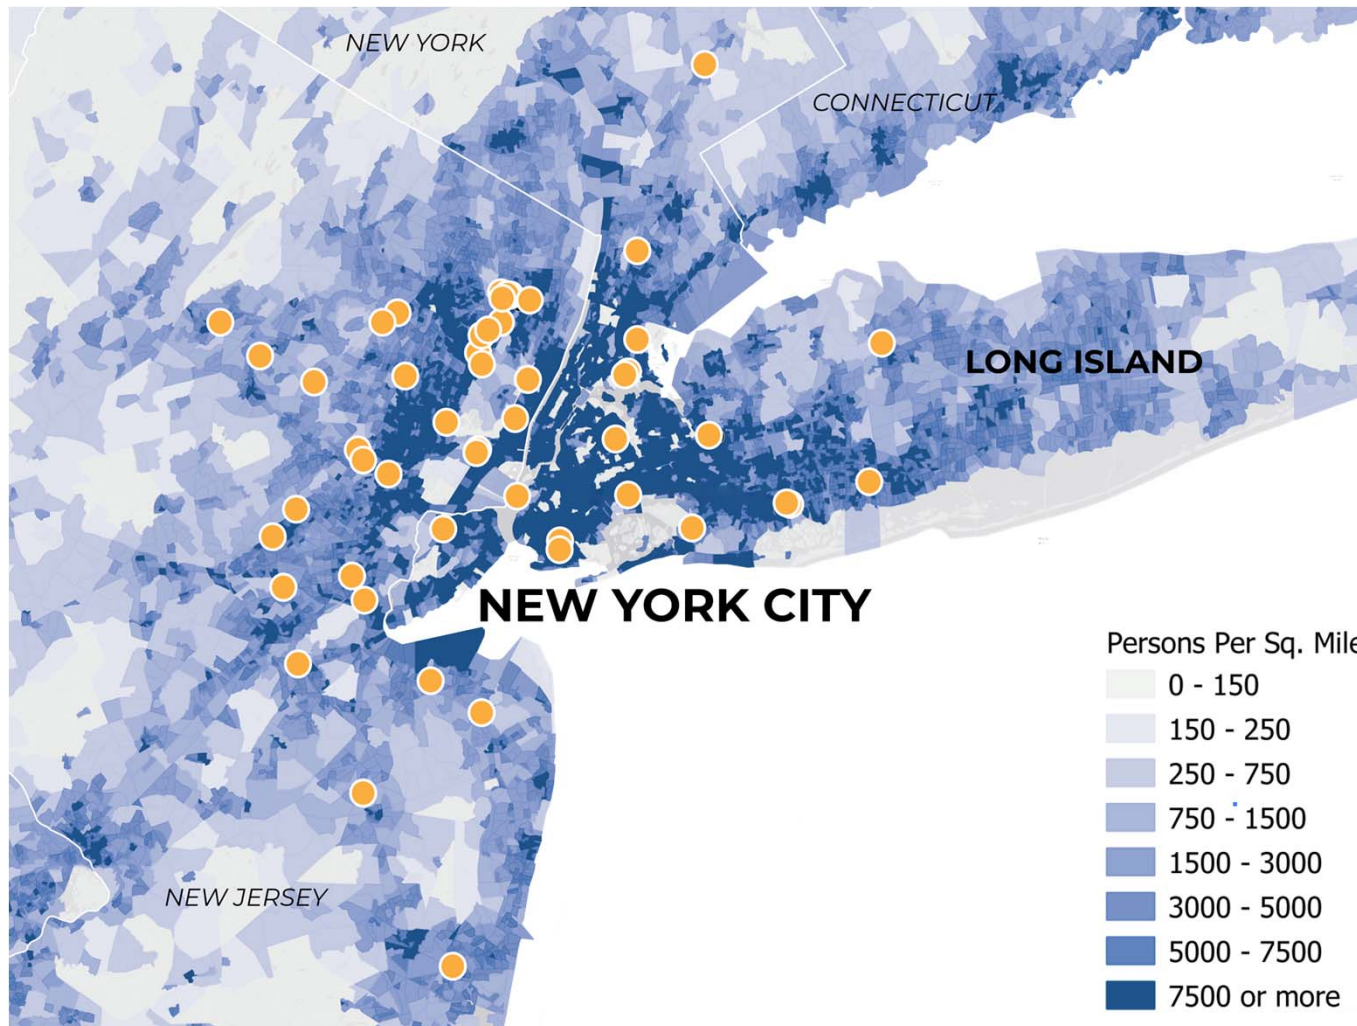 NEW YORK
CONNECTICUT
LONG ISLAND
NEW YORK CITY
NEW JERSEY
Persons Per Sq. Mile
0 - 150
150 - 250
250 - 750
750 - 1500
1500 - 3000
3000 - 5000
5000 - 7500
7500 or more